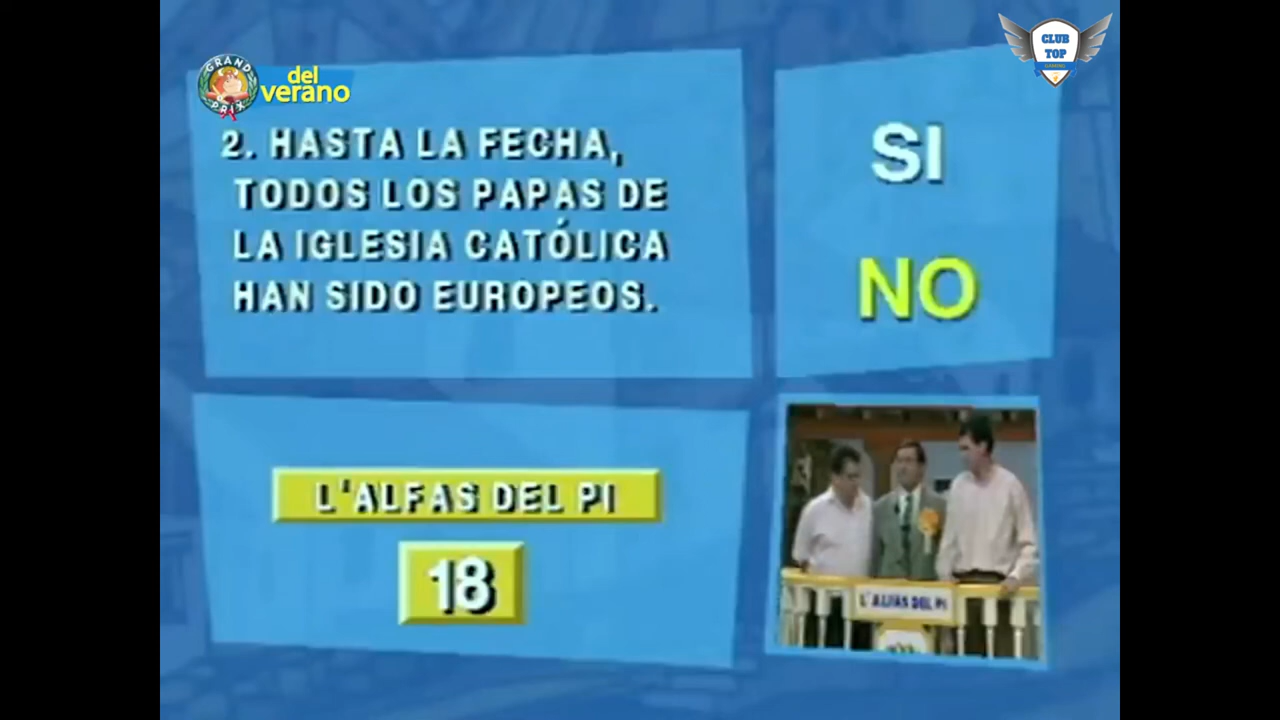 GRAND
PRIX
del
verano
CLUB
TOP
GAMING
2. HASTA LA FECHA,
TODOS LOS PAPAS DE
LA IGLESIA CATÓLICA
HAN SIDO EUROPEOS.
SI
NO
L'ALFAS DEL PI
18
L'ALFAS DEL PI